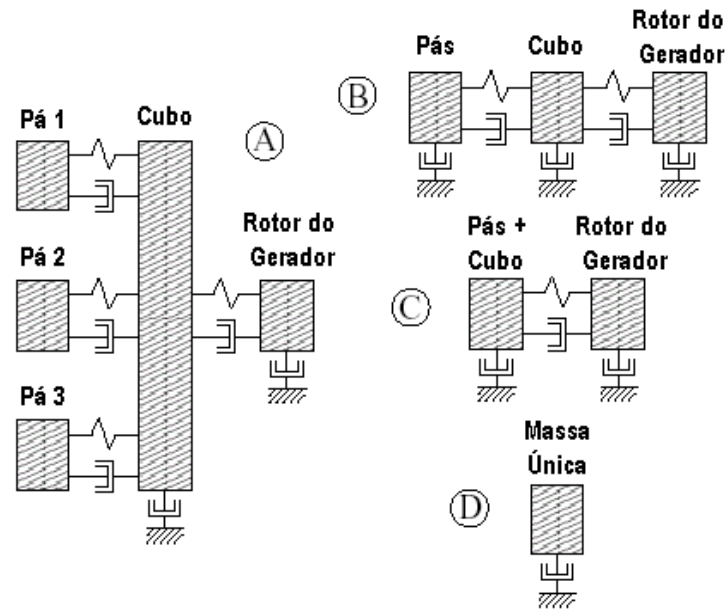 Pá 1
Cubo
A
Rotor do
Gerador
Pá 2
Pá 3
B
Pás
Cubo
Rotor do
Gerador
C
Pás +
Cubo
Rotor do
Gerador
D
Massa
Única